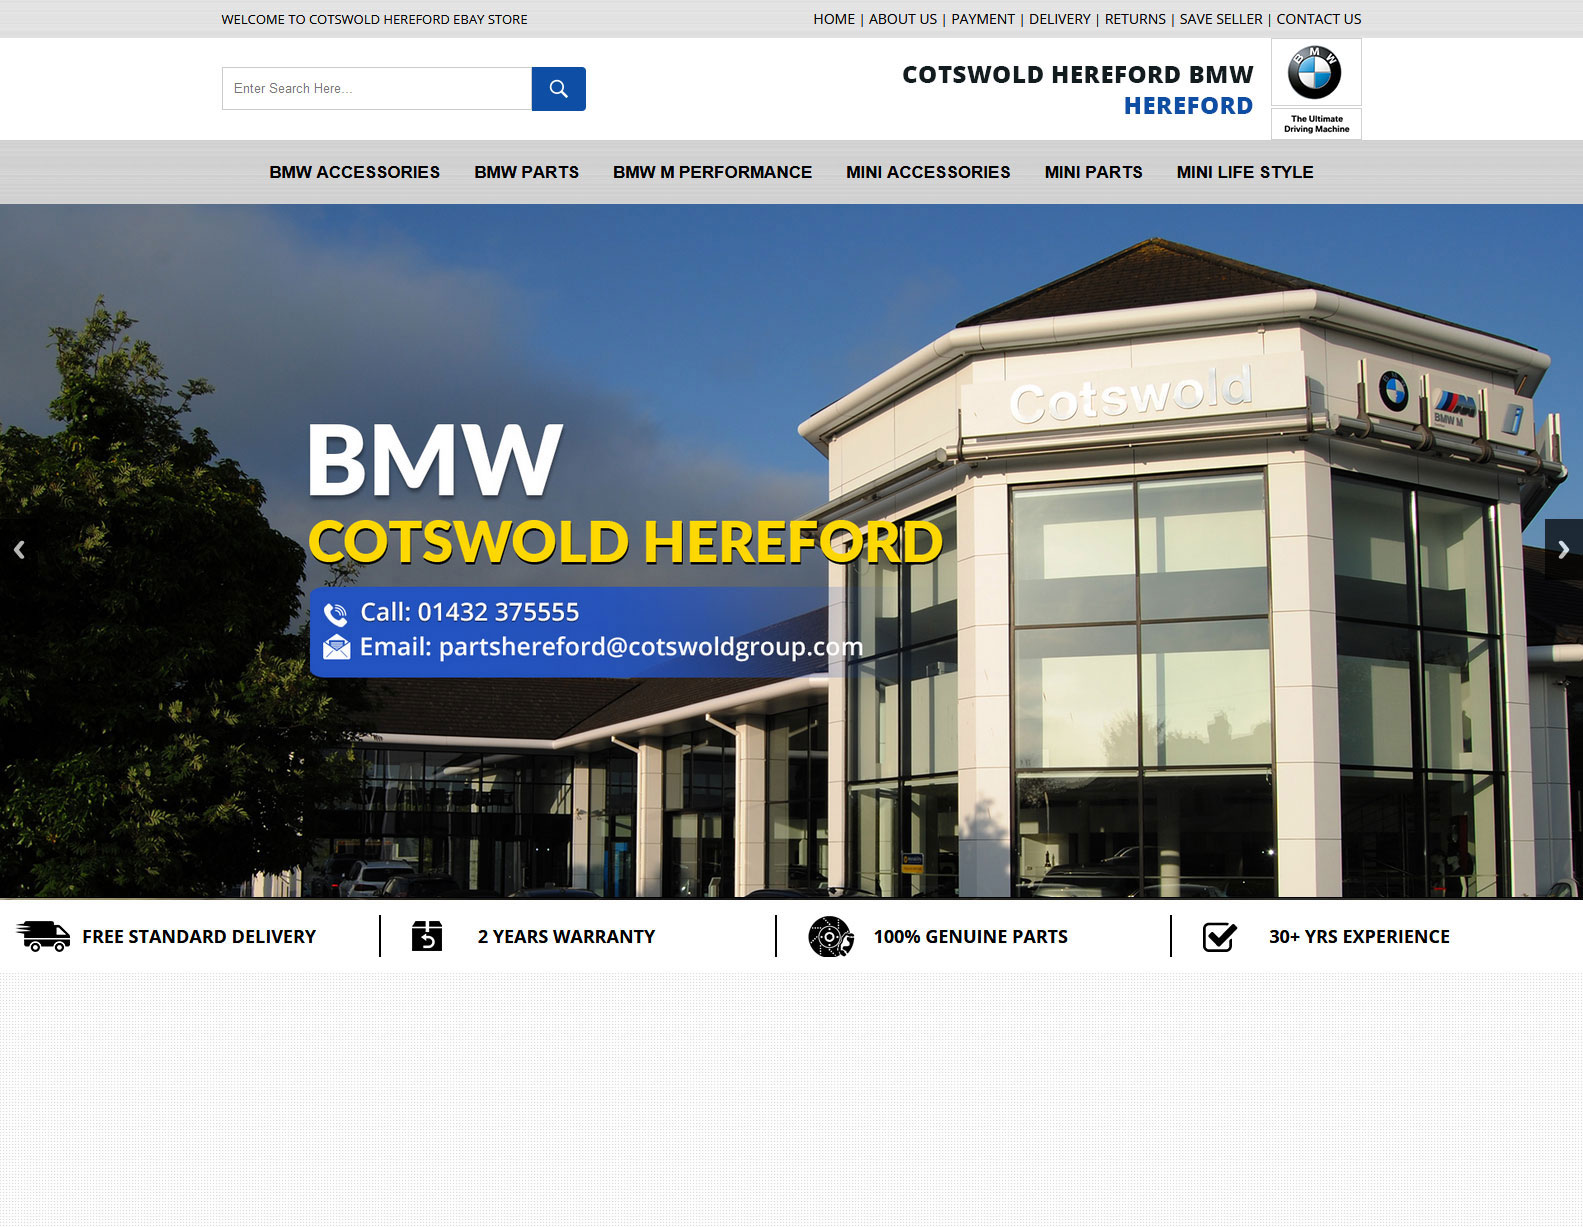 WELCOME TO COTSWOLD HEREFORD EBAY STORE
HOME | ABOUT US | PAYMENT | DELIVERY | RETURNS | SAVE SELLER | CONTACT US
Enter Search Here...
COTSWOLD HEREFORD BMW
HEREFORD
BMW
The Ultimate
Driving Machine
BMW ACCESSORIES BMW PARTS BMW M PERFORMANCE MINI ACCESSORIES MINI PARTS MINI LIFE STYLE
Cotswold
BMW M
i
BMW
COTSWOLD HEREFORD
Call: 01432 375555
Email: partshereford@cotswoldgroup.com
FREE STANDARD DELIVERY
2 YEARS WARRANTY
100% GENUINE PARTS
30+ YRS EXPERIENCE